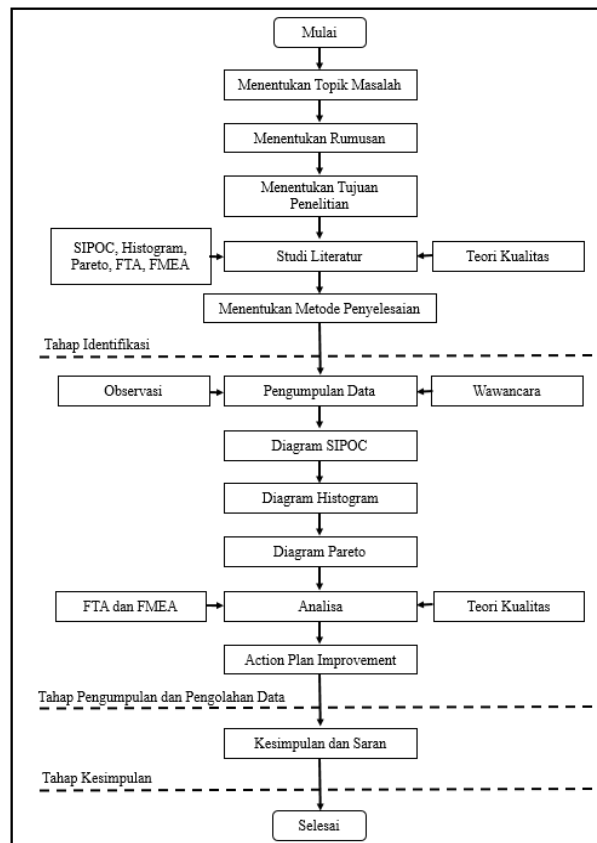 Mulai
Menentukan Topik Masalah
Menentukan Rumusan
Menentukan Tujuan
Penelitian
SIPOC, Histogram,
Pareto, FTA, FMEA
Studi Literatur
Teori Kualitas
Menentukan Metode Penyelesaian
Tahap Identifikasi
Observasi
Pengumpulan Data
Wawancara
Diagram SIPOC
Diagram Histogram
Diagram Pareto
FTA dan FMEA
Analisa
Teori Kualitas
Action Plan Improvement
Tahap Pengumpulan dan Pengolahan Data
Kesimpulan dan Saran
Tahap Kesimpulan
Selesai